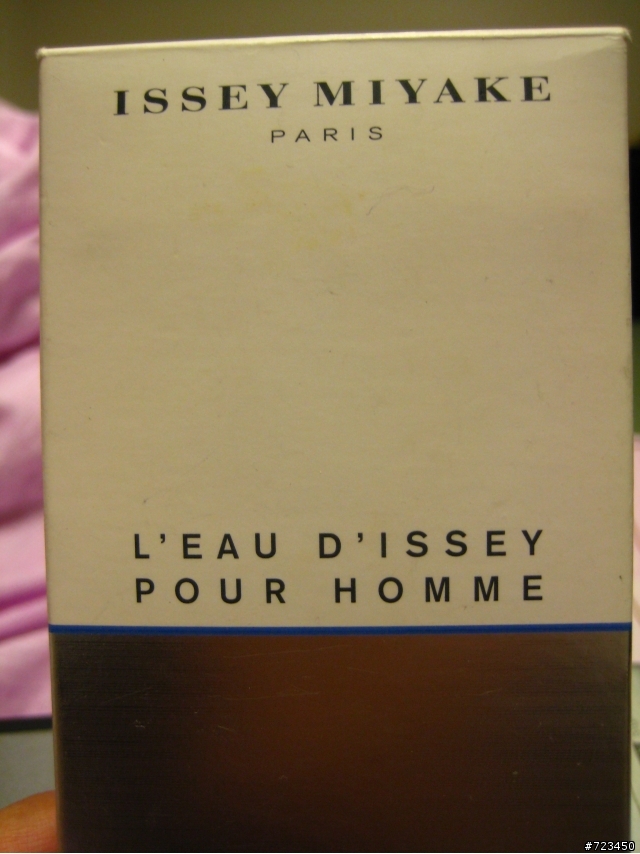 ISSEY MIYAKE
PARIS
L'EAU D'ISSEY
POUR HOMME
#723450